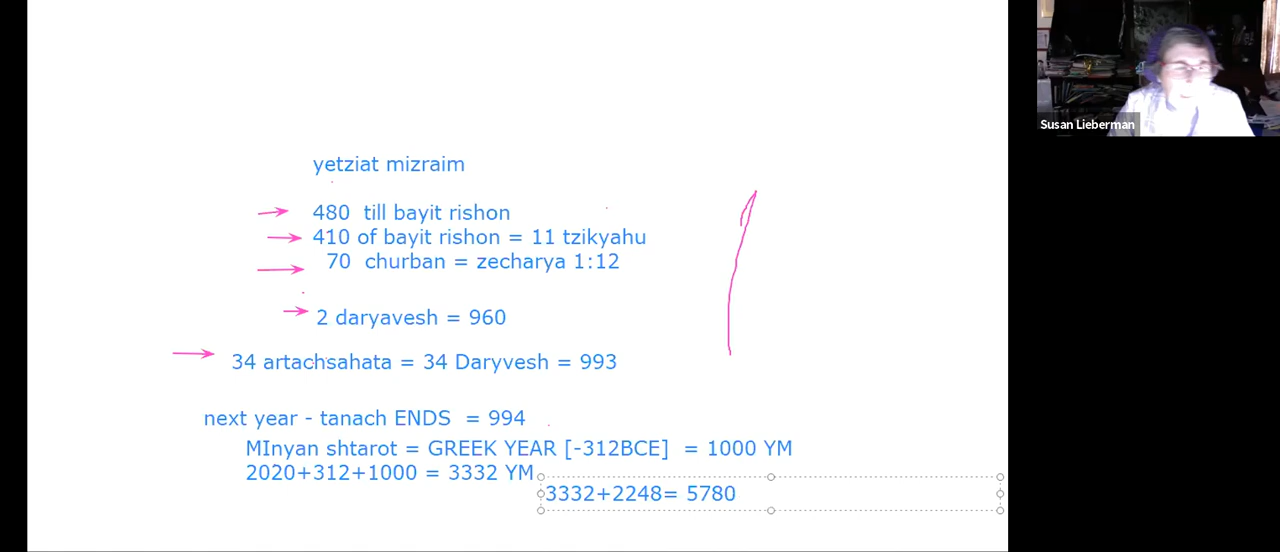 yetziat mizraim
480 till bayit rishon
410 of bayit rishon = 11 tzikyahu
70 churban = zecharya 1:12
2 daryavesh = 960
34 artachsahata = 34 Daryvesh = 993
next year - tanach ENDS = 994
MInyan shtarot = GREEK YEAR [-312BCE] = 1000 YM
2020+312+1000 = 3332 YM
3332+2248= 5780
Susan Lieberman